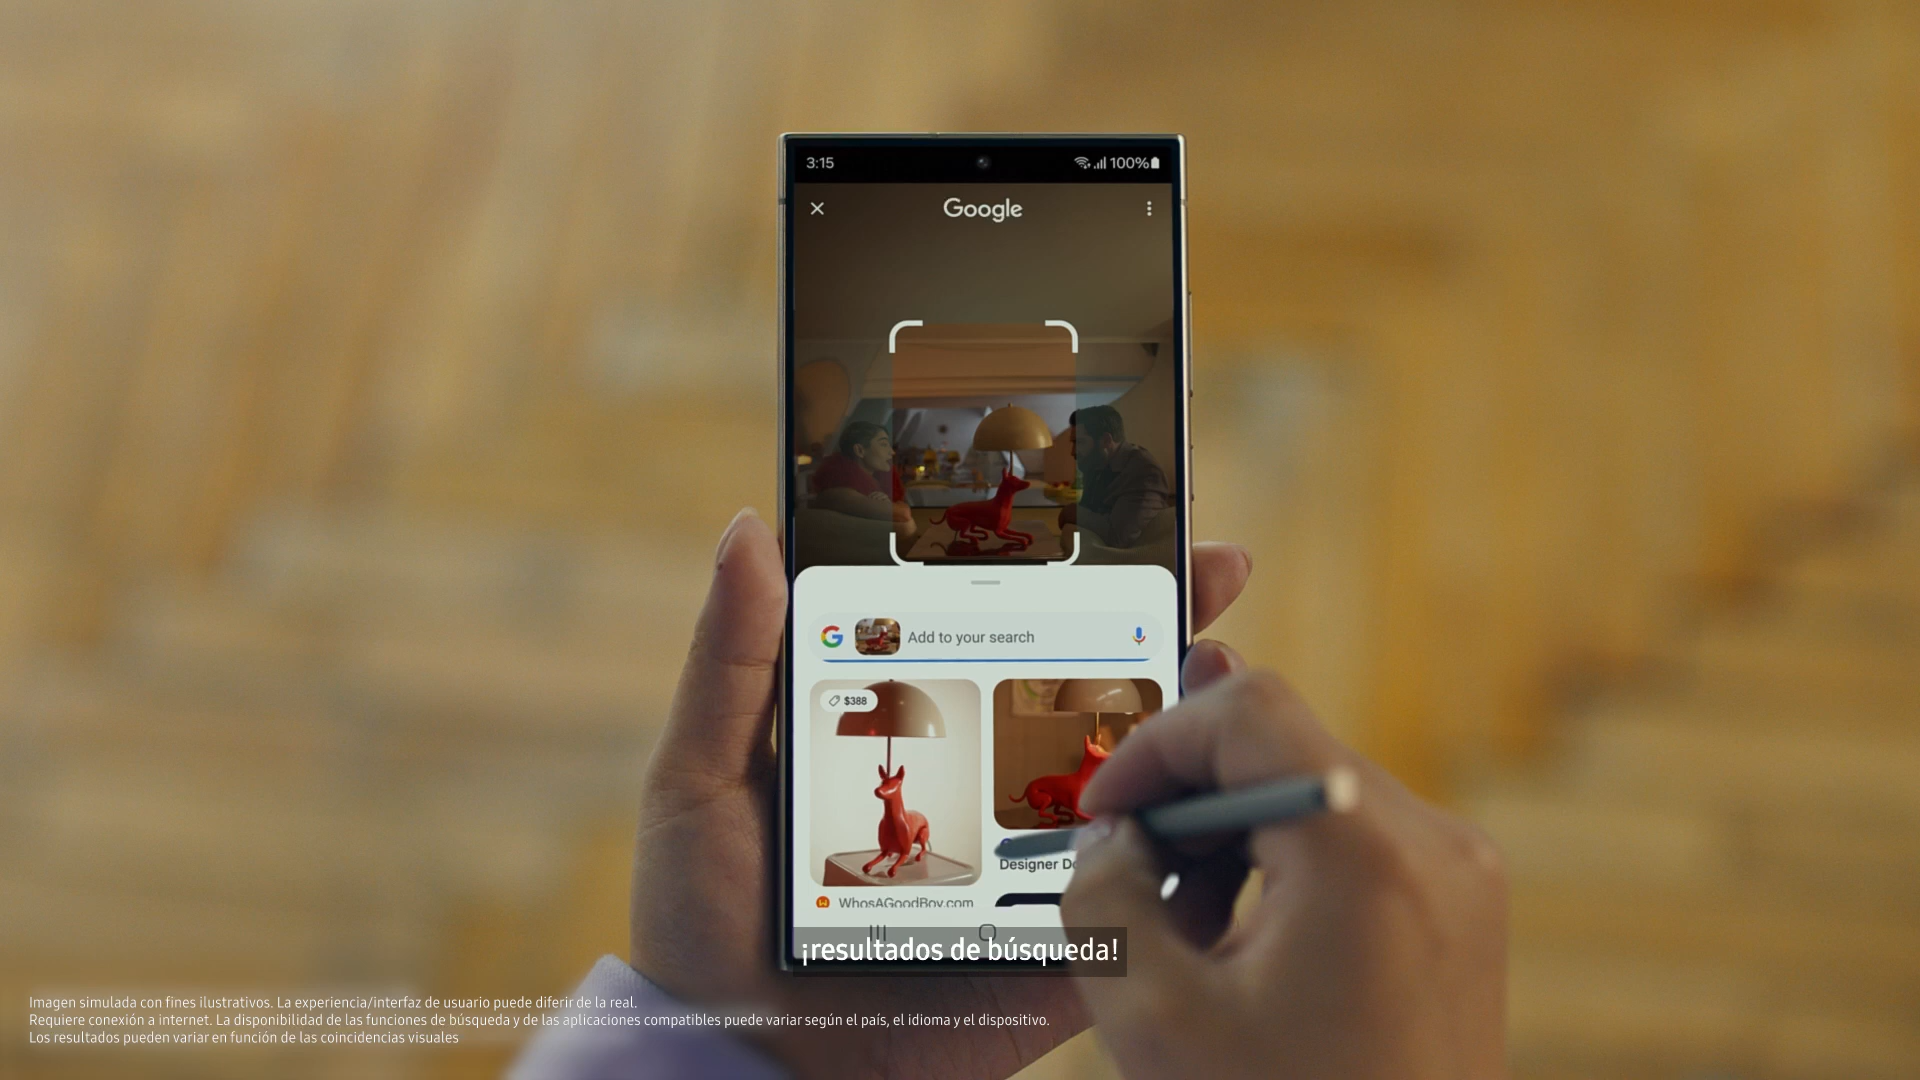 3:15
100%
Google
Add to your search
$388
Designer
WhosAGoodBoy.com
¡resultados de búsqueda!
Imagen simulada con fines ilustrativos. La experiencia/interfaz de usuario puede diferir de la real.
Requiere conexión a internet. La disponibilidad de las funciones de búsqueda y de las aplicaciones compatibles puede variar según el país, el idioma y el dispositivo.
Los resultados pueden variar en función de las coincidencias visuales